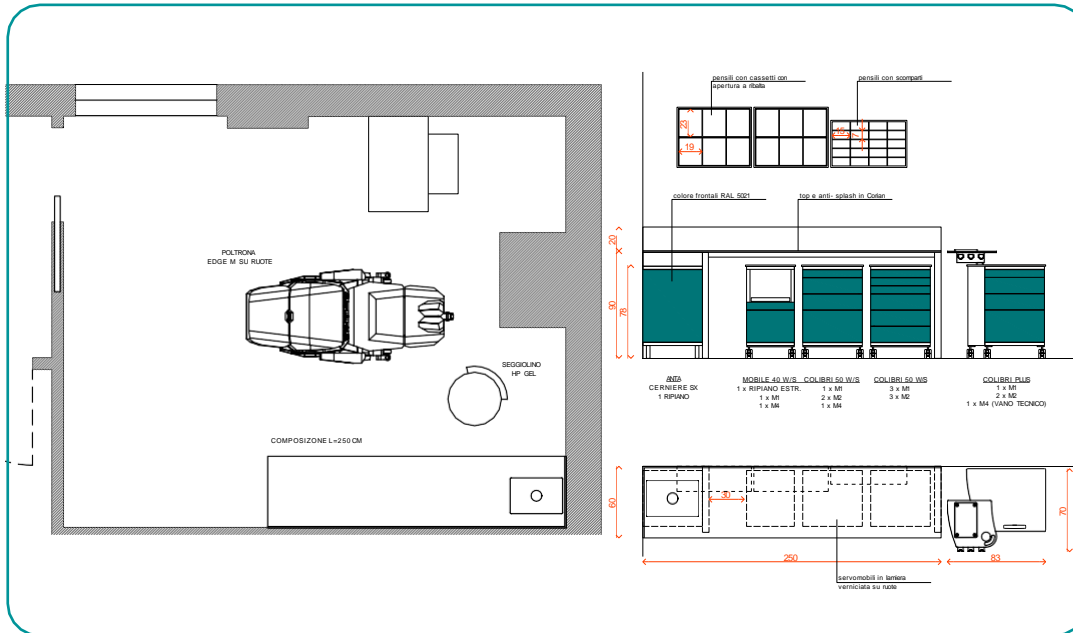 POLTRONA
EDGE M SU RUOTE
SEGGIOLINO
HP GEL
COMPOSIZONE L=250 CM
pensili con cassetti con
apertura a ribalta
pensili con scomparti
23
19
15
7
colore frontali RAL 5021
top e anti- splash in Corian
20
90
78
ANTA
CERNIERE SX
1 RIPIANO
MOBILE 40 W/S
1 x RIPIANO ESTR.
1 x M1
1 x M4
COLIBRI 50 W/S
1 x M1
2 x M2
1 x M4
COLIBRI 50 W/S
3 x M1
3 x M2
COLIBRI PLUS
1 x M1
2 x M2
1 x M4 (VANO TECNICO)
60
30
70
250
83
servomobili in lamiera
verniciata su ruote